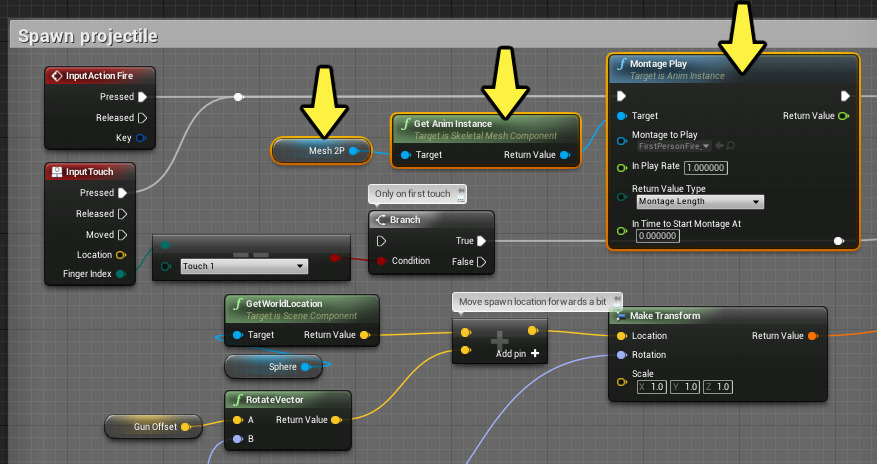 Spawn projectile
InputAction Fire
Pressed
Released
Key
InputTouch
Pressed
Released
Moved
Location
Finger Index
Touch 1
Mesh 2P
Get Anim Instance
Target is Skeletal Mesh Component
Target
Return Value
Montage Play
Target is Anim Instance
Target
Return Value
Montage to Play
FirstPersonFire_
In Play Rate
1.000000
Return Value Type
Montage Length
In Time to Start Montage At
0.000000
Only on first touch
Branch
True
Condition
False
GetWorldLocation
Target is Scene Component
Target
Return Value
Sphere
RotateVector
A
Return Value
B
Gun Offset
Move spawn location forwards a bit
Add pin
Make Transform
Location
Return Value
Rotation
Scale
X 1.0 Y 1.0 Z 1.0